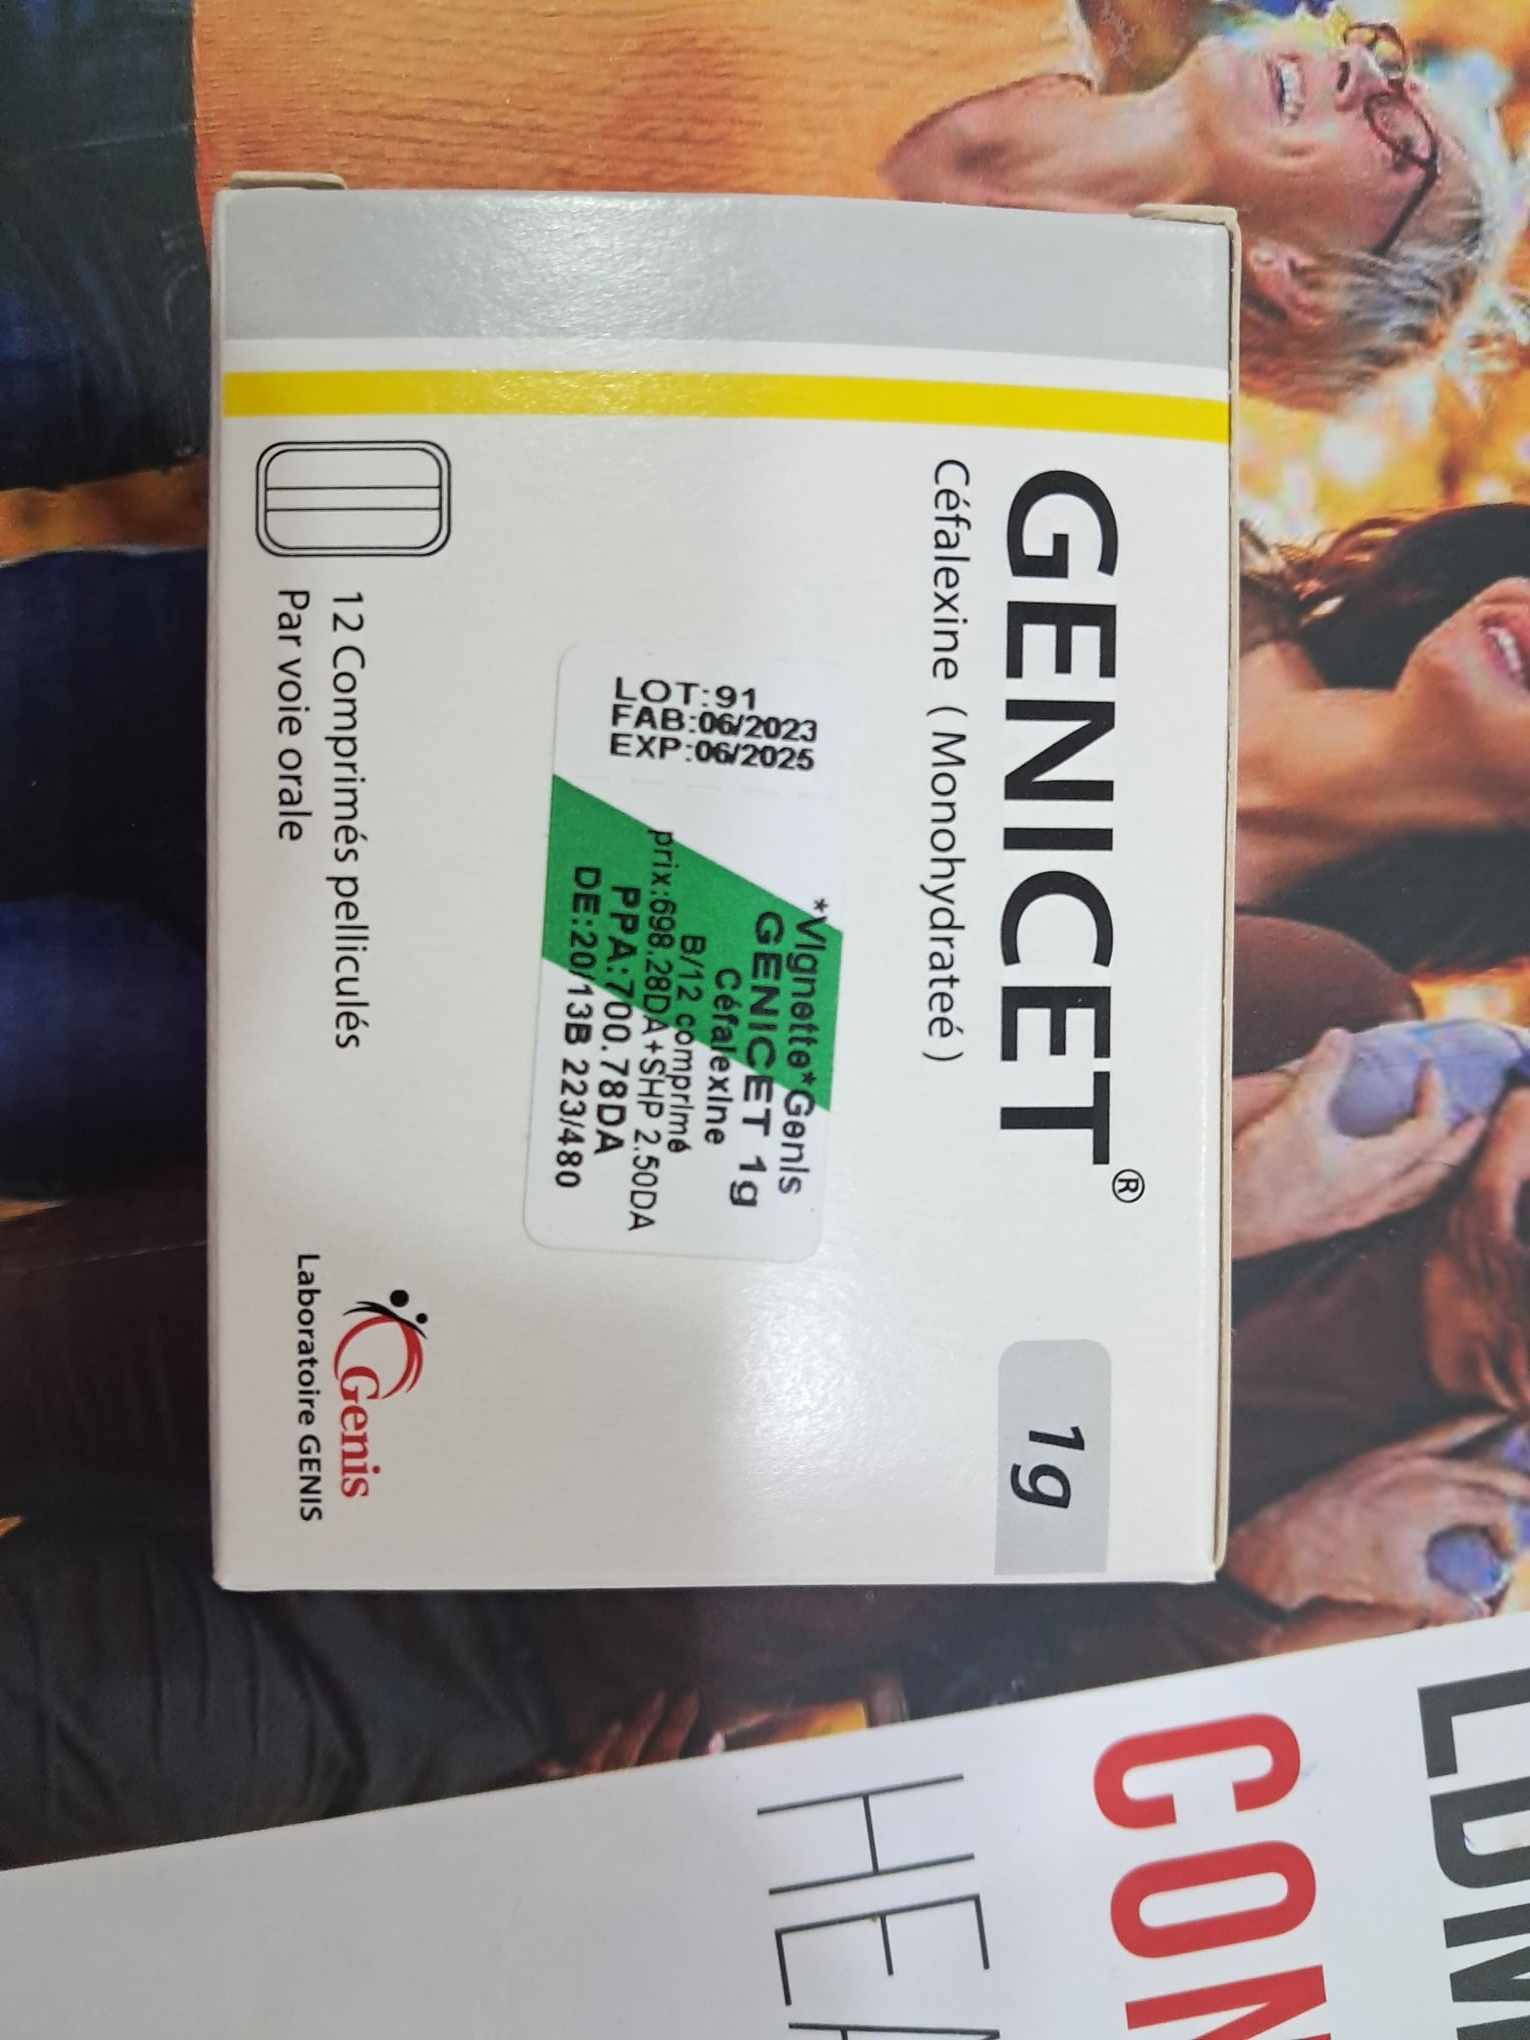 GENICET®
1g
Céfalexine ( Monohydrateé )
LOT:91
FAB:06/2023
EXP:06/2025
*Vignette*Genis
GENICET 1g
Céfalexine
B/12 comprimé
prix:698.28DA+SHP 2.50DA
PPA:700.78DA
DE:20/13B 223/480
12 Comprimés pelliculés
Par voie orale
Genis
Laboratoire GENIS
CON
HEA